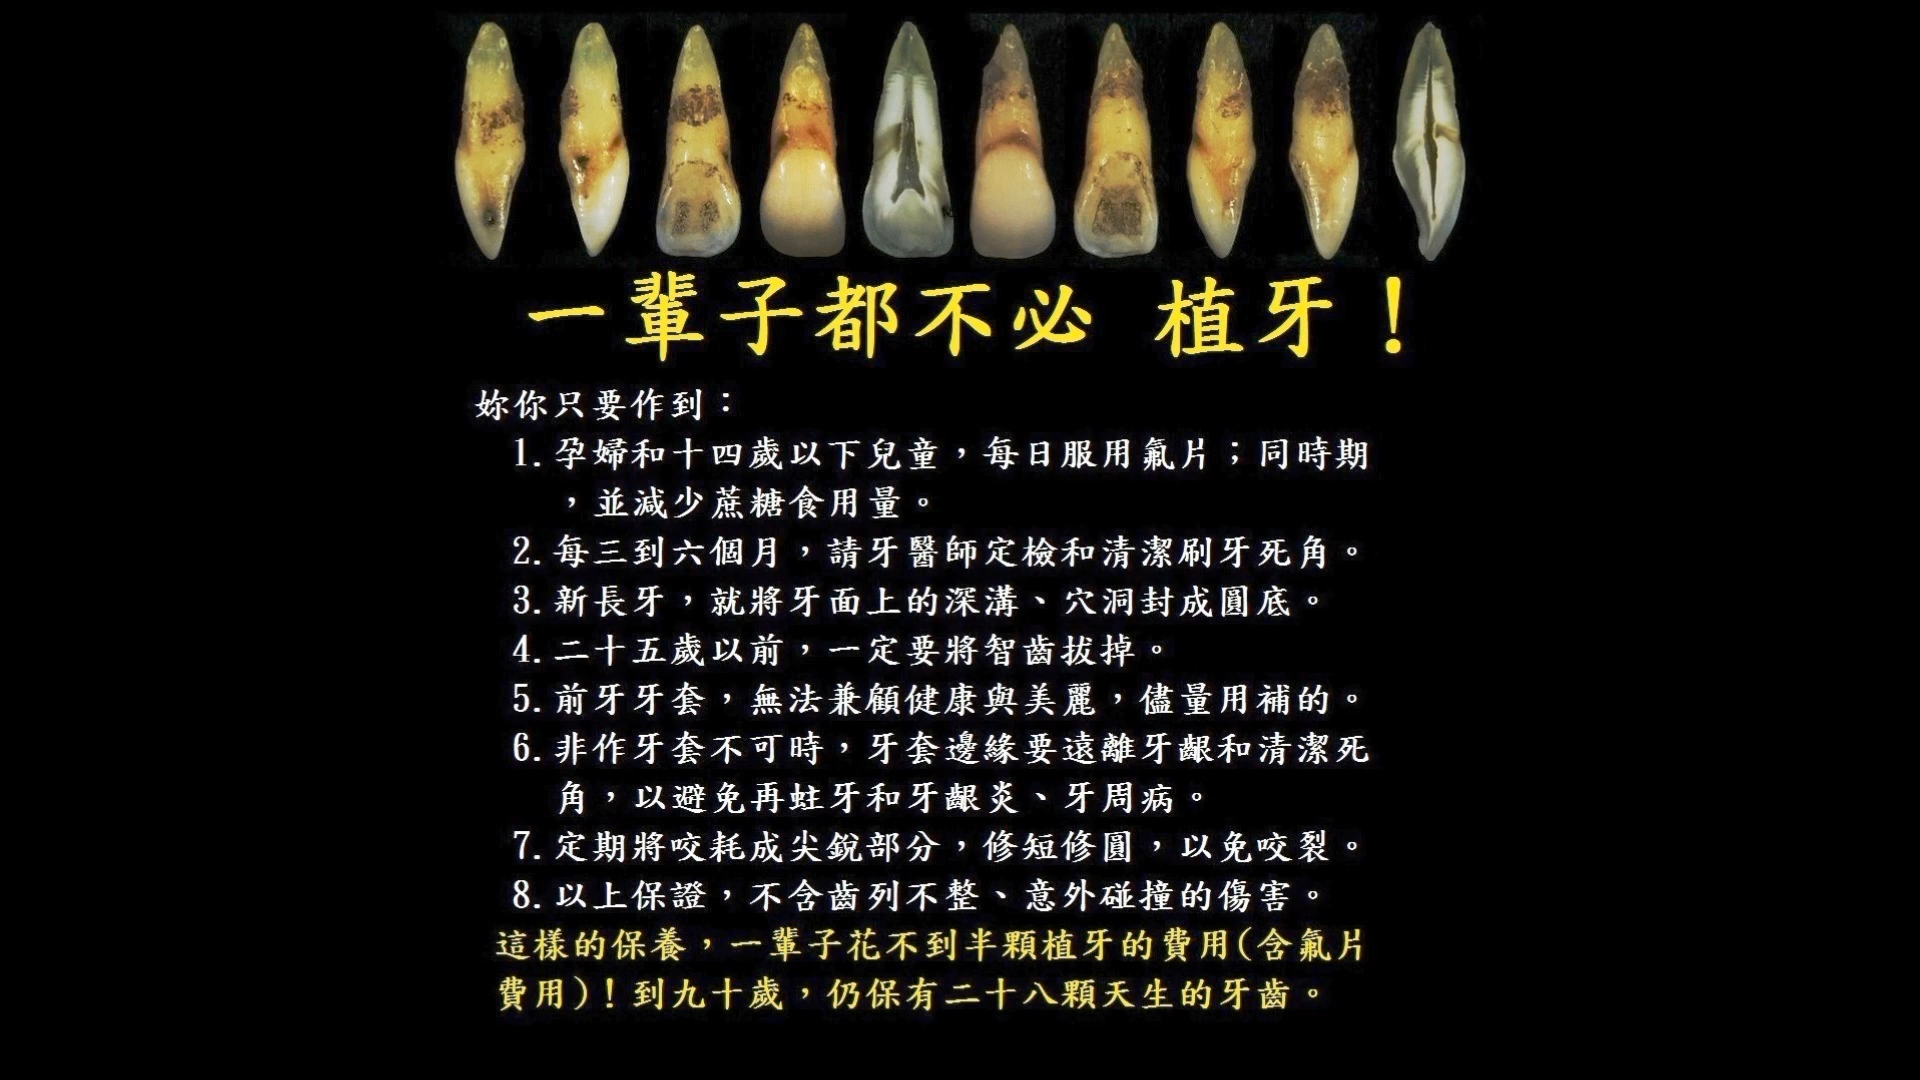 一輩子都不必 植牙！
妳你只要作到：
1.孕婦和十四歲以下兒童，每日服用氟片；同時期
，並減少蔗糖食用量。
2.每三到六個月，請牙醫師定檢和清潔刷牙死角。
3.新長牙，就將牙面上的深溝、穴洞封成圓底。
4.二十五歲以前，一定要將智齒拔掉。
5.前牙牙套，無法兼顧健康與美麗，儘量用補的。
6.非作牙套不可時，牙套邊緣要遠離牙齦和清潔死
角，以避免再蛀牙和牙齦炎、牙周病。
7.定期將咬耗成尖銳部分，修短修圓，以免咬裂。
8.以上保證，不含齒列不整、意外碰撞的傷害。
這樣的保養，一輩子花不到半顆植牙的費用(含氟片
費用)！到九十歲，仍保有二十八顆天生的牙齒。